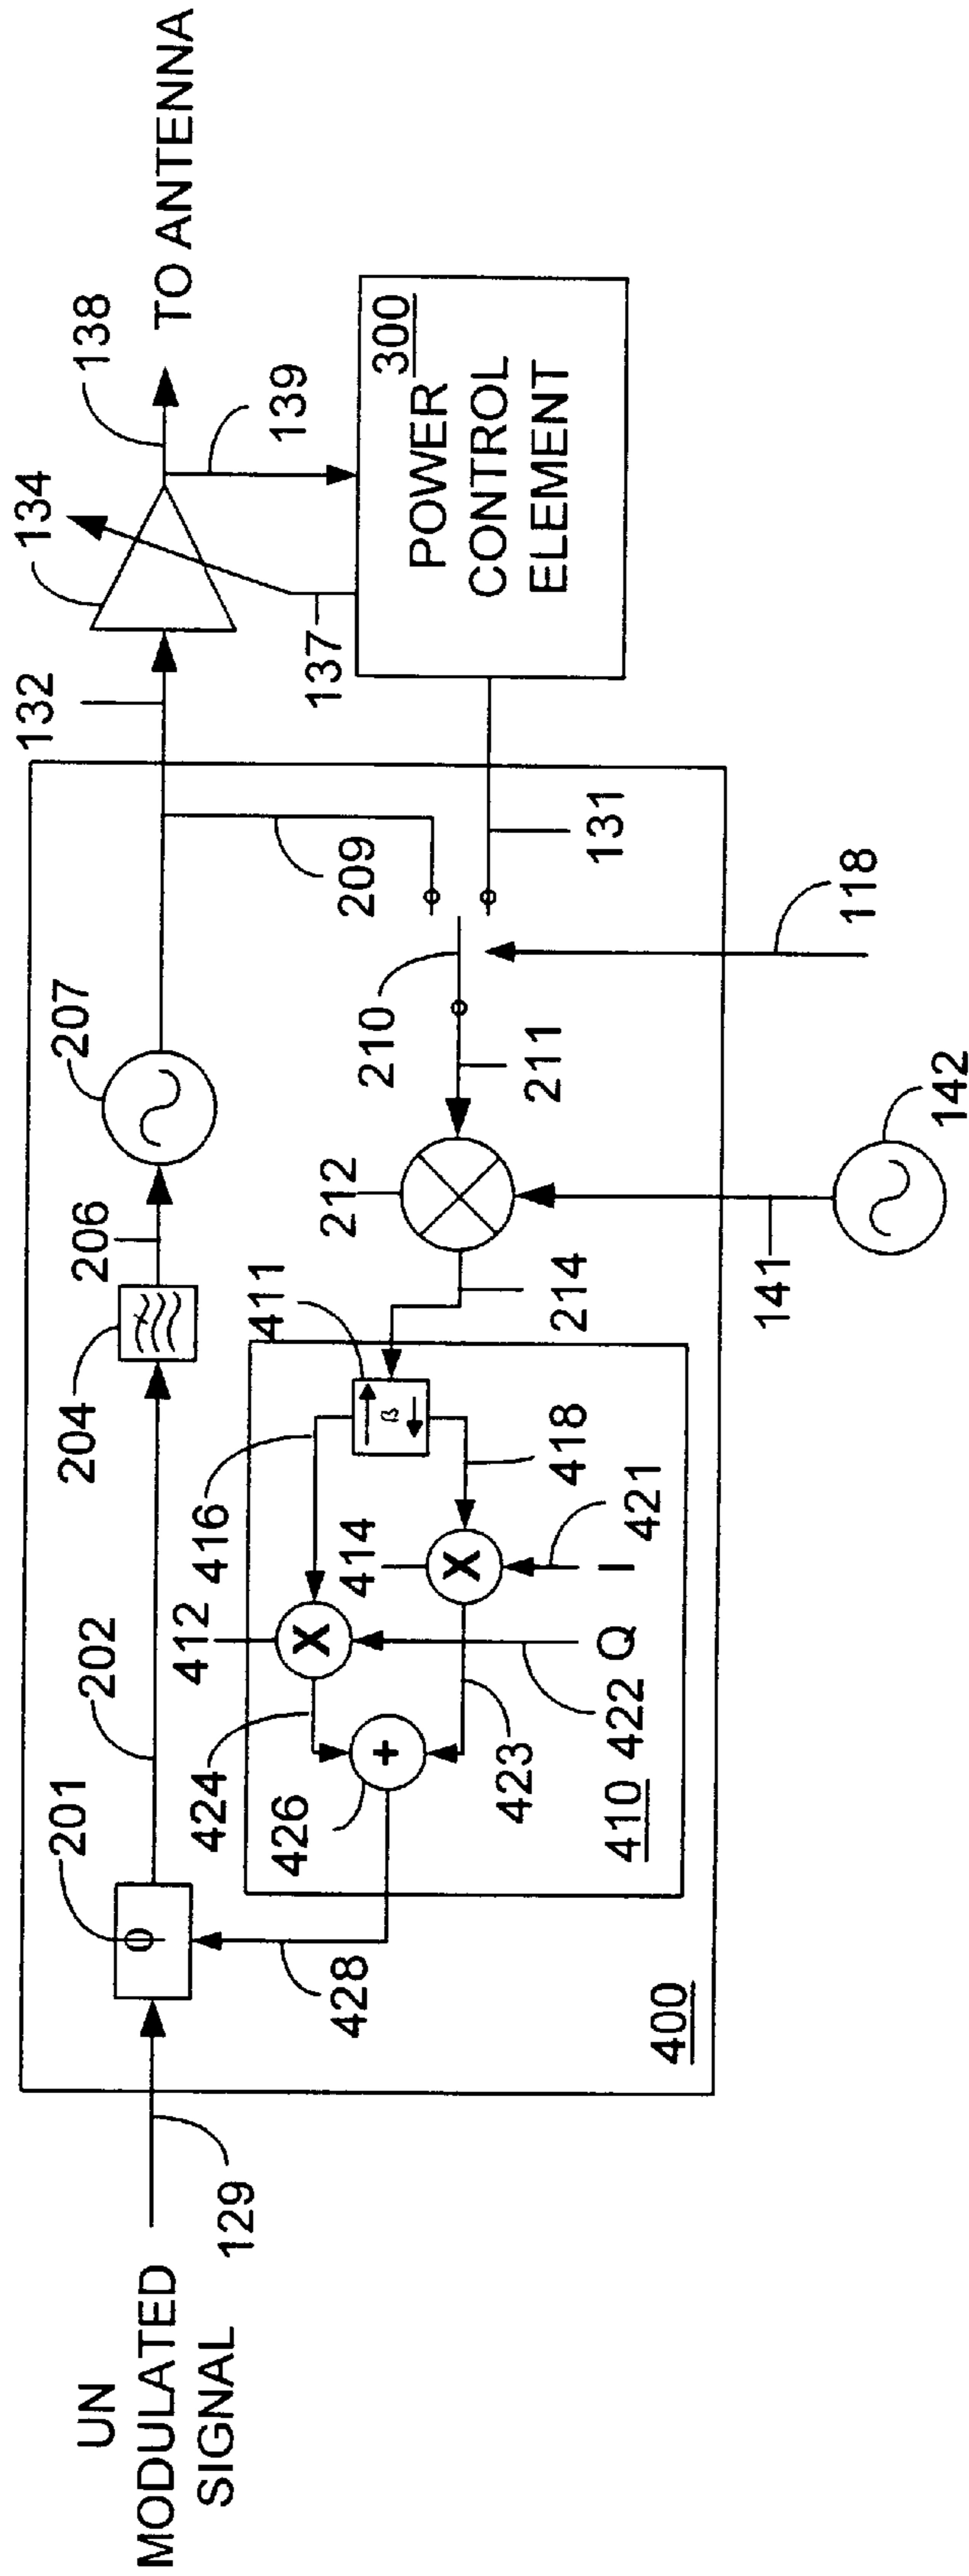 UN
MODULATED
SIGNAL
129
201
202
204
206
207
132
134
138
TO ANTENNA
139
137
300
POWER
CONTROL
ELEMENT
209
131
210
211
118
212
214
141
142
411
416
418
412
414
421
I
Q
422
424
423
426
410
428
400
ϕ
X
X
+
β